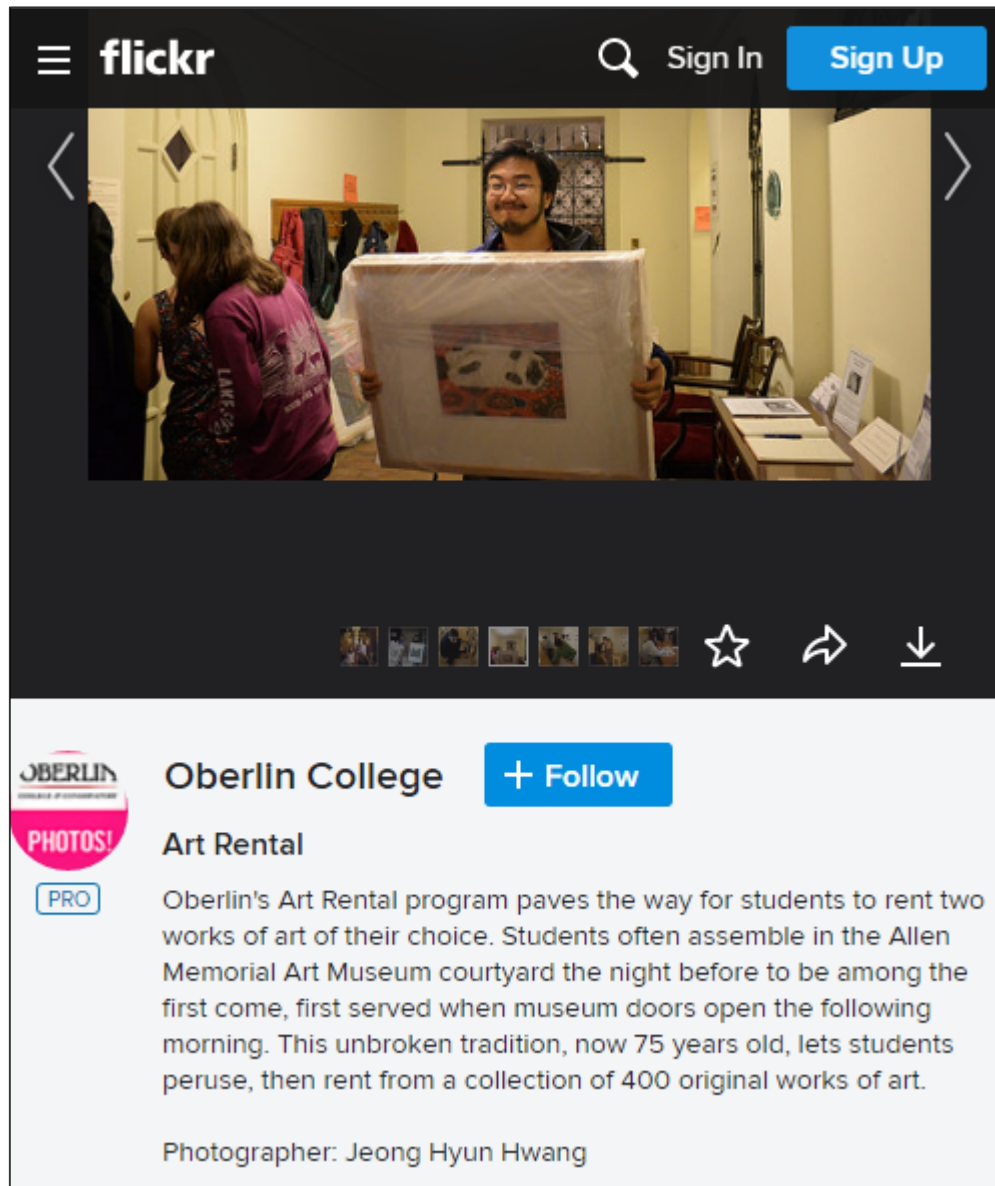 flickr
Sign In
Sign Up
LAKE
OBERLIN
PHOTOS!
PRO
Oberlin College
+ Follow
Art Rental
Oberlin's Art Rental program paves the way for students to rent two
works of art of their choice. Students often assemble in the Allen
Memorial Art Museum courtyard the night before to be among the
first come, first served when museum doors open the following
morning. This unbroken tradition, now 75 years old, lets students
peruse, then rent from a collection of 400 original works of art.
Photographer: Jeong Hyun Hwang